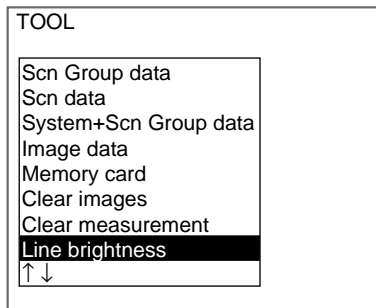 TOOL
Scn Group data
Scn data
System+Scn Group data
Image data
Memory card
Clear images
Clear measurement
Line brightness
↑↓